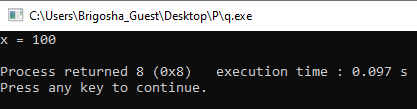 C:\Users\Brigosha_Guest\Desktop\P\q.exe
x = 100
Process returned 8 (0x8)   execution time : 0.097 s
Press any key to continue.